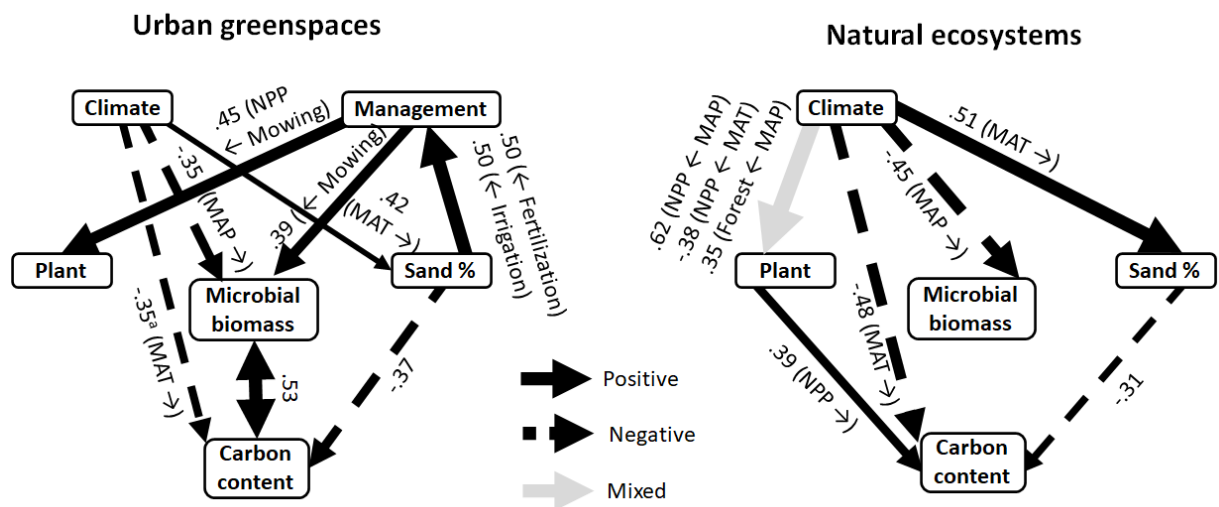 Urban greenspaces
Climate
Management
.45 (NPP
← Mowing)
-.35
(MAP →)
.39 (← Mowing)
.42
(MAT →)
.50 (← Fertilization)
.50 (← Irrigation)
Plant
Sand %
Microbial
biomass
-.35ᵃ (MAT →)
.53
-.37
Carbon
content
Positive
Negative
Mixed
Natural ecosystems
Climate
.62 (NPP ← MAP)
-.38 (NPP ← MAT)
.35 (Forest ← MAP)
.51 (MAT →)
-.45
(MAP →)
Plant
Sand %
Microbial
biomass
-.48
(MAT →)
.39 (NPP →)
-.31
Carbon
content